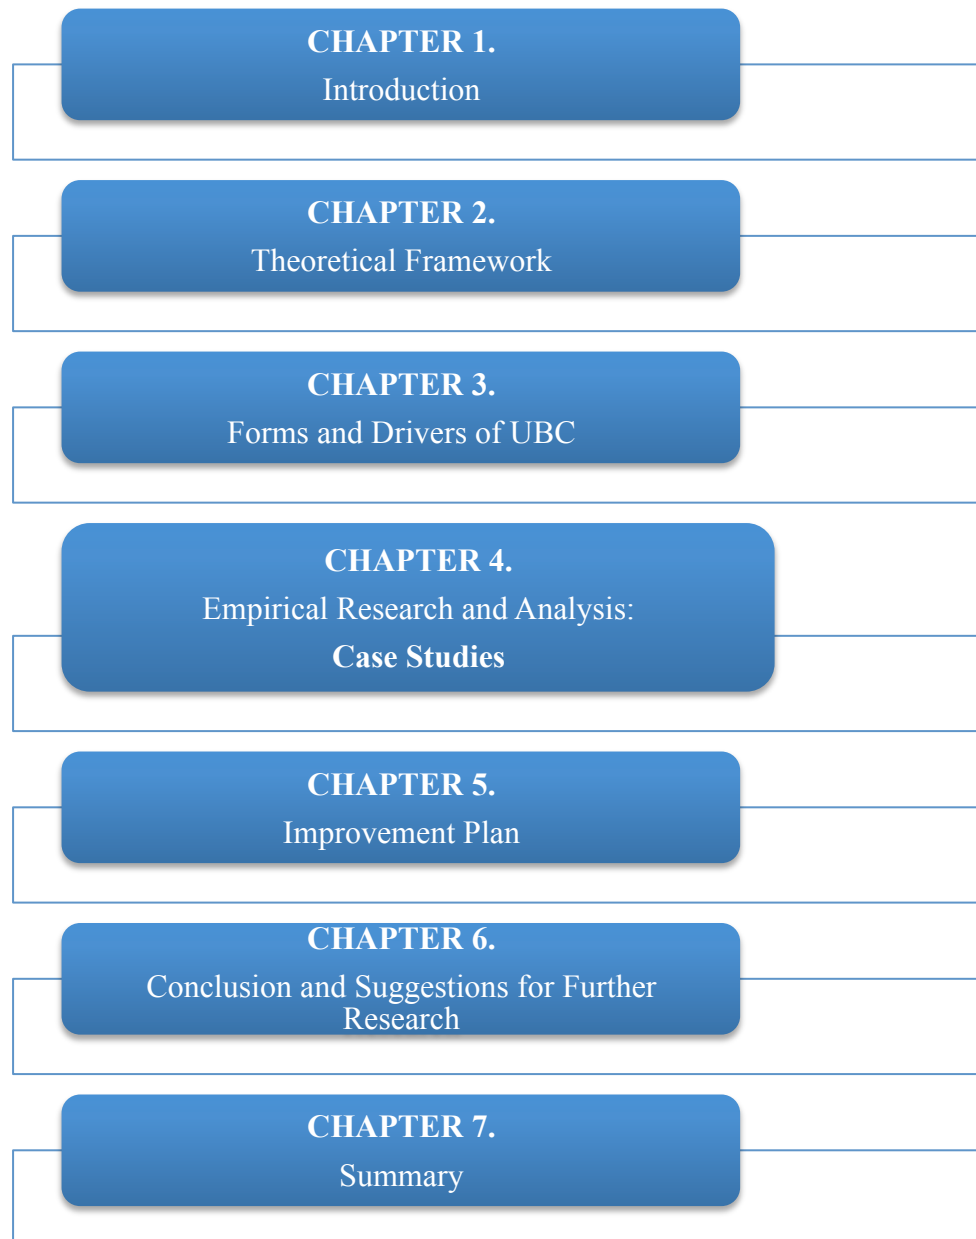 CHAPTER 1.
Introduction
CHAPTER 2.
Theoretical Framework
CHAPTER 3.
Forms and Drivers of UBC
CHAPTER 4.
Empirical Research and Analysis:
Case Studies
CHAPTER 5.
Improvement Plan
CHAPTER 6.
Conclusion and Suggestions for Further
Research
CHAPTER 7.
Summary